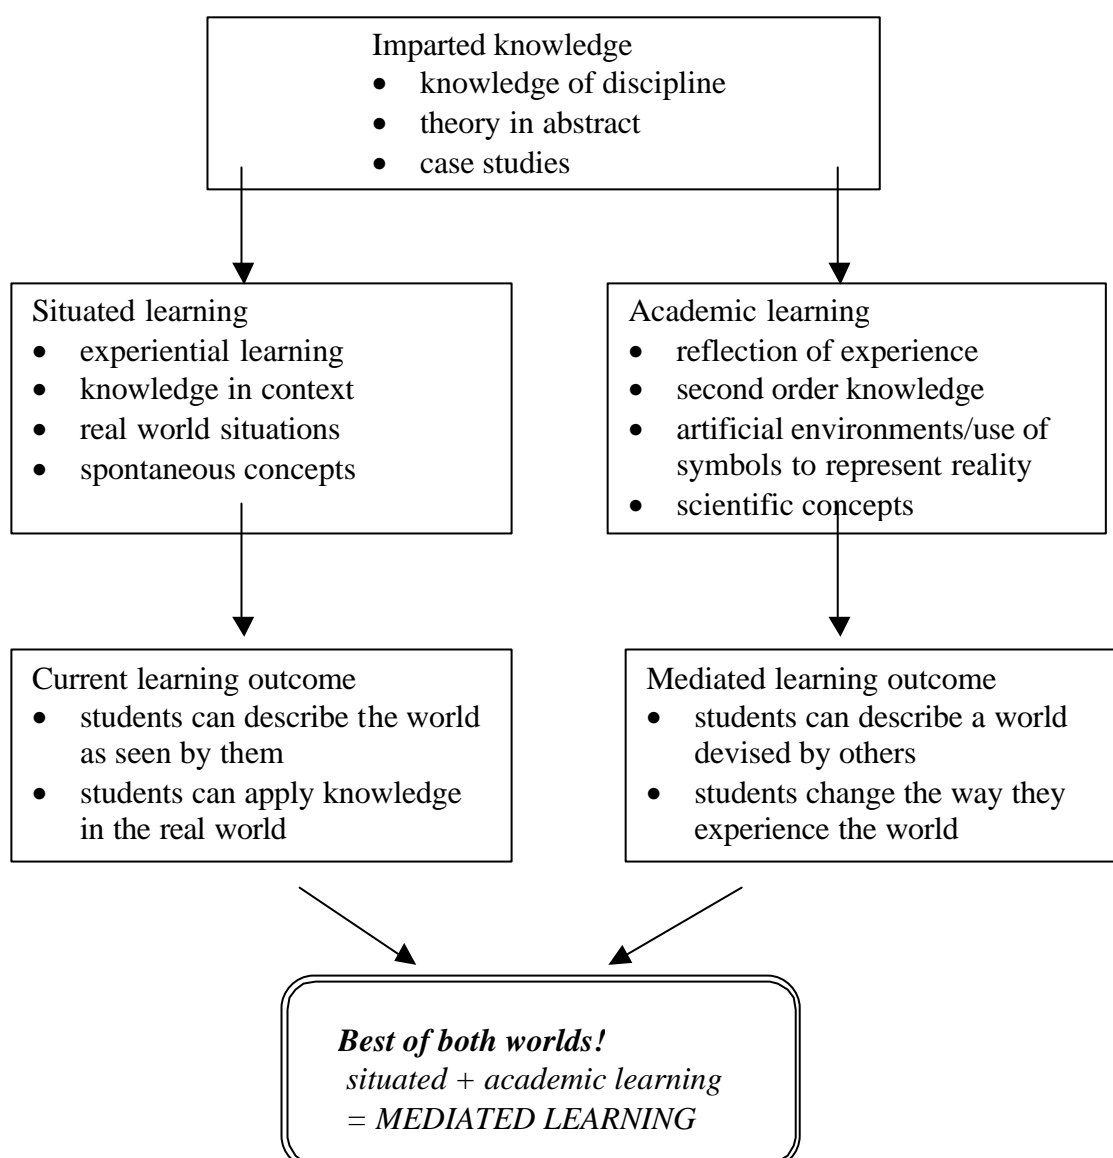 Imparted knowledge
• knowledge of discipline
• theory in abstract
• case studies
Situated learning
• experiential learning
• knowledge in context
• real world situations
• spontaneous concepts
Academic learning
• reflection of experience
• second order knowledge
• artificial environments/use of
symbols to represent reality
• scientific concepts
Current learning outcome
• students can describe the world
as seen by them
• students can apply knowledge
in the real world
Mediated learning outcome
• students can describe a world
devised by others
• students change the way they
experience the world
Best of both worlds!
situated + academic learning
= MEDIATED LEARNING